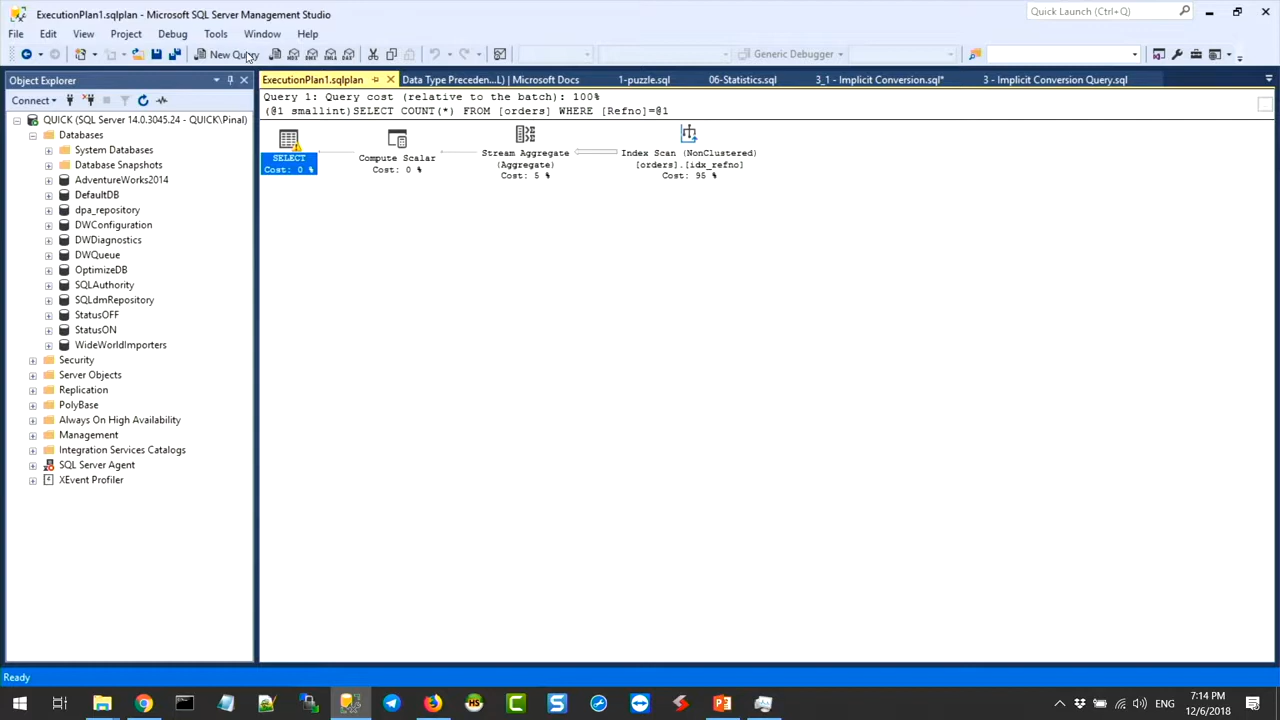 ExecutionPlan1.sqlplan - Microsoft SQL Server Management Studio
Quick Launch (Ctrl+Q)
File Edit View Project Debug Tools Window Help
New Query
Generic Debugger
Object Explorer
ExecutionPlan1.sqlplan
Data Type Preceden...L) | Microsoft Docs
1-puzzle.sql
06-Statistics.sql
3_1 - Implicit Conversion.sql*
3 - Implicit Conversion Query.sql
Connect
QUICK (SQL Server 14.0.3045.24 - QUICK\Pinal)
Databases
System Databases
Database Snapshots
AdventureWorks2014
DefaultDB
dpa_repository
DWConfiguration
DWDiagnostics
DWQueue
OptimizeDB
SQLAuthority
SQLdmRepository
StatusOFF
StatusON
WideWorldImporters
Security
Server Objects
Replication
PolyBase
Always On High Availability
Management
Integration Services Catalogs
SQL Server Agent
XEvent Profiler
Query 1: Query cost (relative to the batch): 100%
(@1 smallint)SELECT COUNT(*) FROM [orders] WHERE [Refno]=@1
SELECT
Cost: 0 %
Compute Scalar
Cost: 0 %
Stream Aggregate
(Aggregate)
Cost: 5 %
Index Scan (NonClustered)
[orders].[idx_refno]
Cost: 95 %
Ready
ENG
7:14 PM
12/6/2018